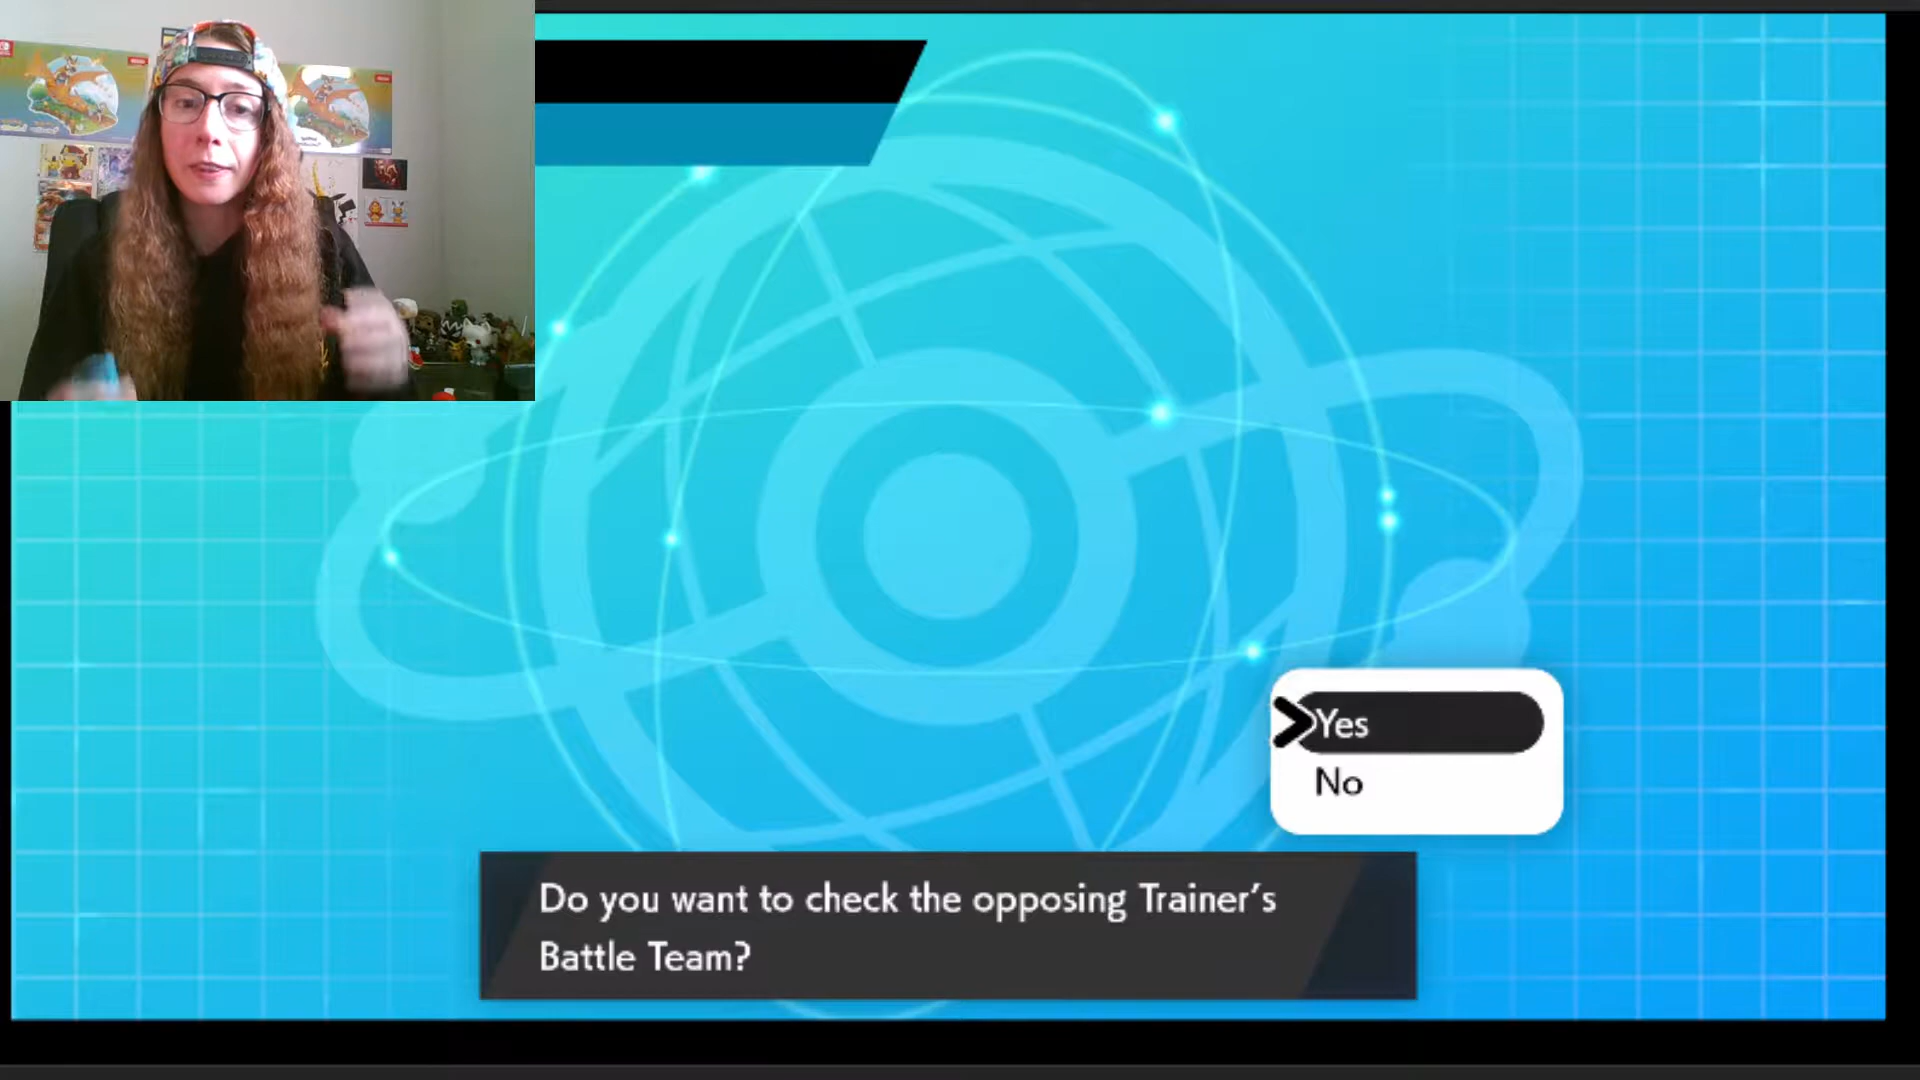 Yes
No
Do you want to check the opposing Trainer's
Battle Team?